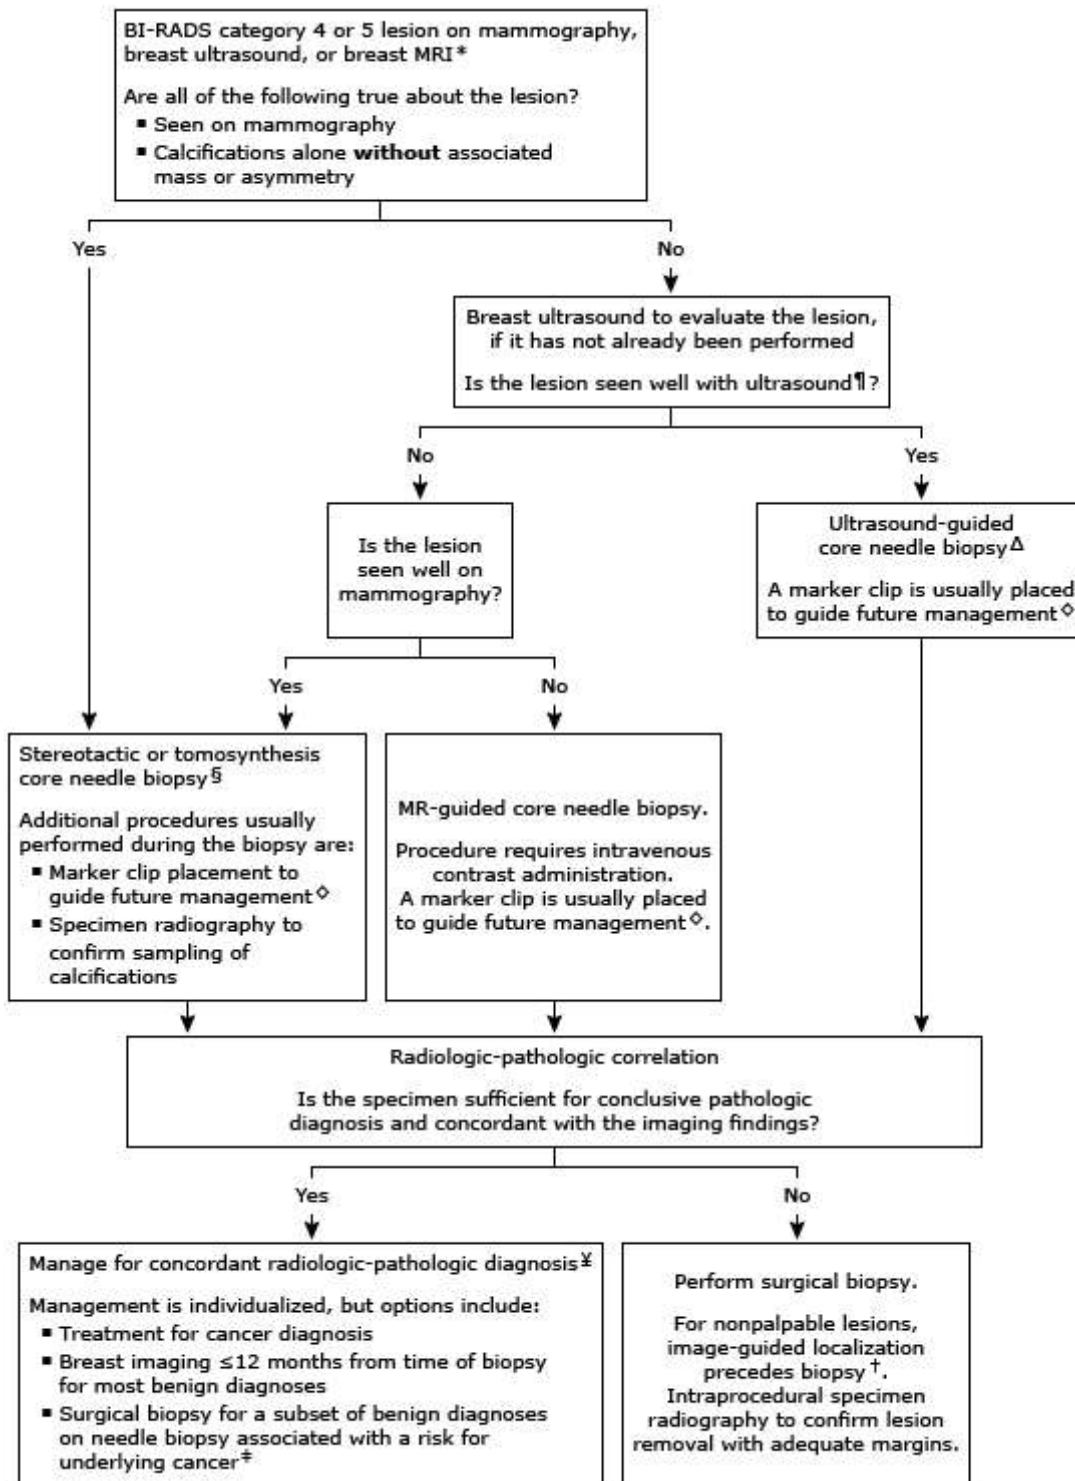 BI-RADS category 4 or 5 lesion on mammography,
breast ultrasound, or breast MRI*
Are all of the following true about the lesion?
▪ Seen on mammography
▪ Calcifications alone without associated
mass or asymmetry
Yes
No
Breast ultrasound to evaluate the lesion,
if it has not already been performed
Is the lesion seen well with ultrasound¶?
No
Yes
Is the lesion
seen well on
mammography?
Ultrasound-guided
core needle biopsyΔ
A marker clip is usually placed
to guide future management◇
Yes
No
Stereotactic or tomosynthesis
core needle biopsy§
Additional procedures usually
performed during the biopsy are:
▪ Marker clip placement to
guide future management◇
▪ Specimen radiography to
confirm sampling of
calcifications
MR-guided core needle biopsy.
Procedure requires intravenous
contrast administration.
A marker clip is usually placed
to guide future management◇.
Radiologic-pathologic correlation
Is the specimen sufficient for conclusive pathologic
diagnosis and concordant with the imaging findings?
Yes
No
Manage for concordant radiologic-pathologic diagnosis¥
Management is individualized, but options include:
▪ Treatment for cancer diagnosis
▪ Breast imaging ≤12 months from time of biopsy
for most benign diagnoses
▪ Surgical biopsy for a subset of benign diagnoses
on needle biopsy associated with a risk for
underlying cancer‡
Perform surgical biopsy.
For nonpalpable lesions,
image-guided localization
precedes biopsy†.
Intraprocedural specimen
radiography to confirm lesion
removal with adequate margins.